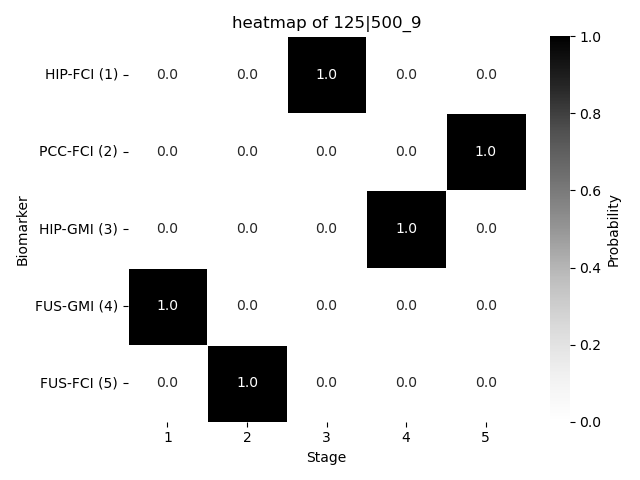 heatmap of 125|500_9
Biomarker
HIP-FCI (1) 0.0 0.0 1.0 0.0 0.0
PCC-FCI (2) 0.0 0.0 0.0 0.0 1.0
HIP-GMI (3) 0.0 0.0 0.0 1.0 0.0
FUS-GMI (4) 1.0 0.0 0.0 0.0 0.0
FUS-FCI (5) 0.0 1.0 0.0 0.0 0.0
1 2 3 4 5
Stage
1.0
0.8
0.6
0.4
0.2
0.0
Probability